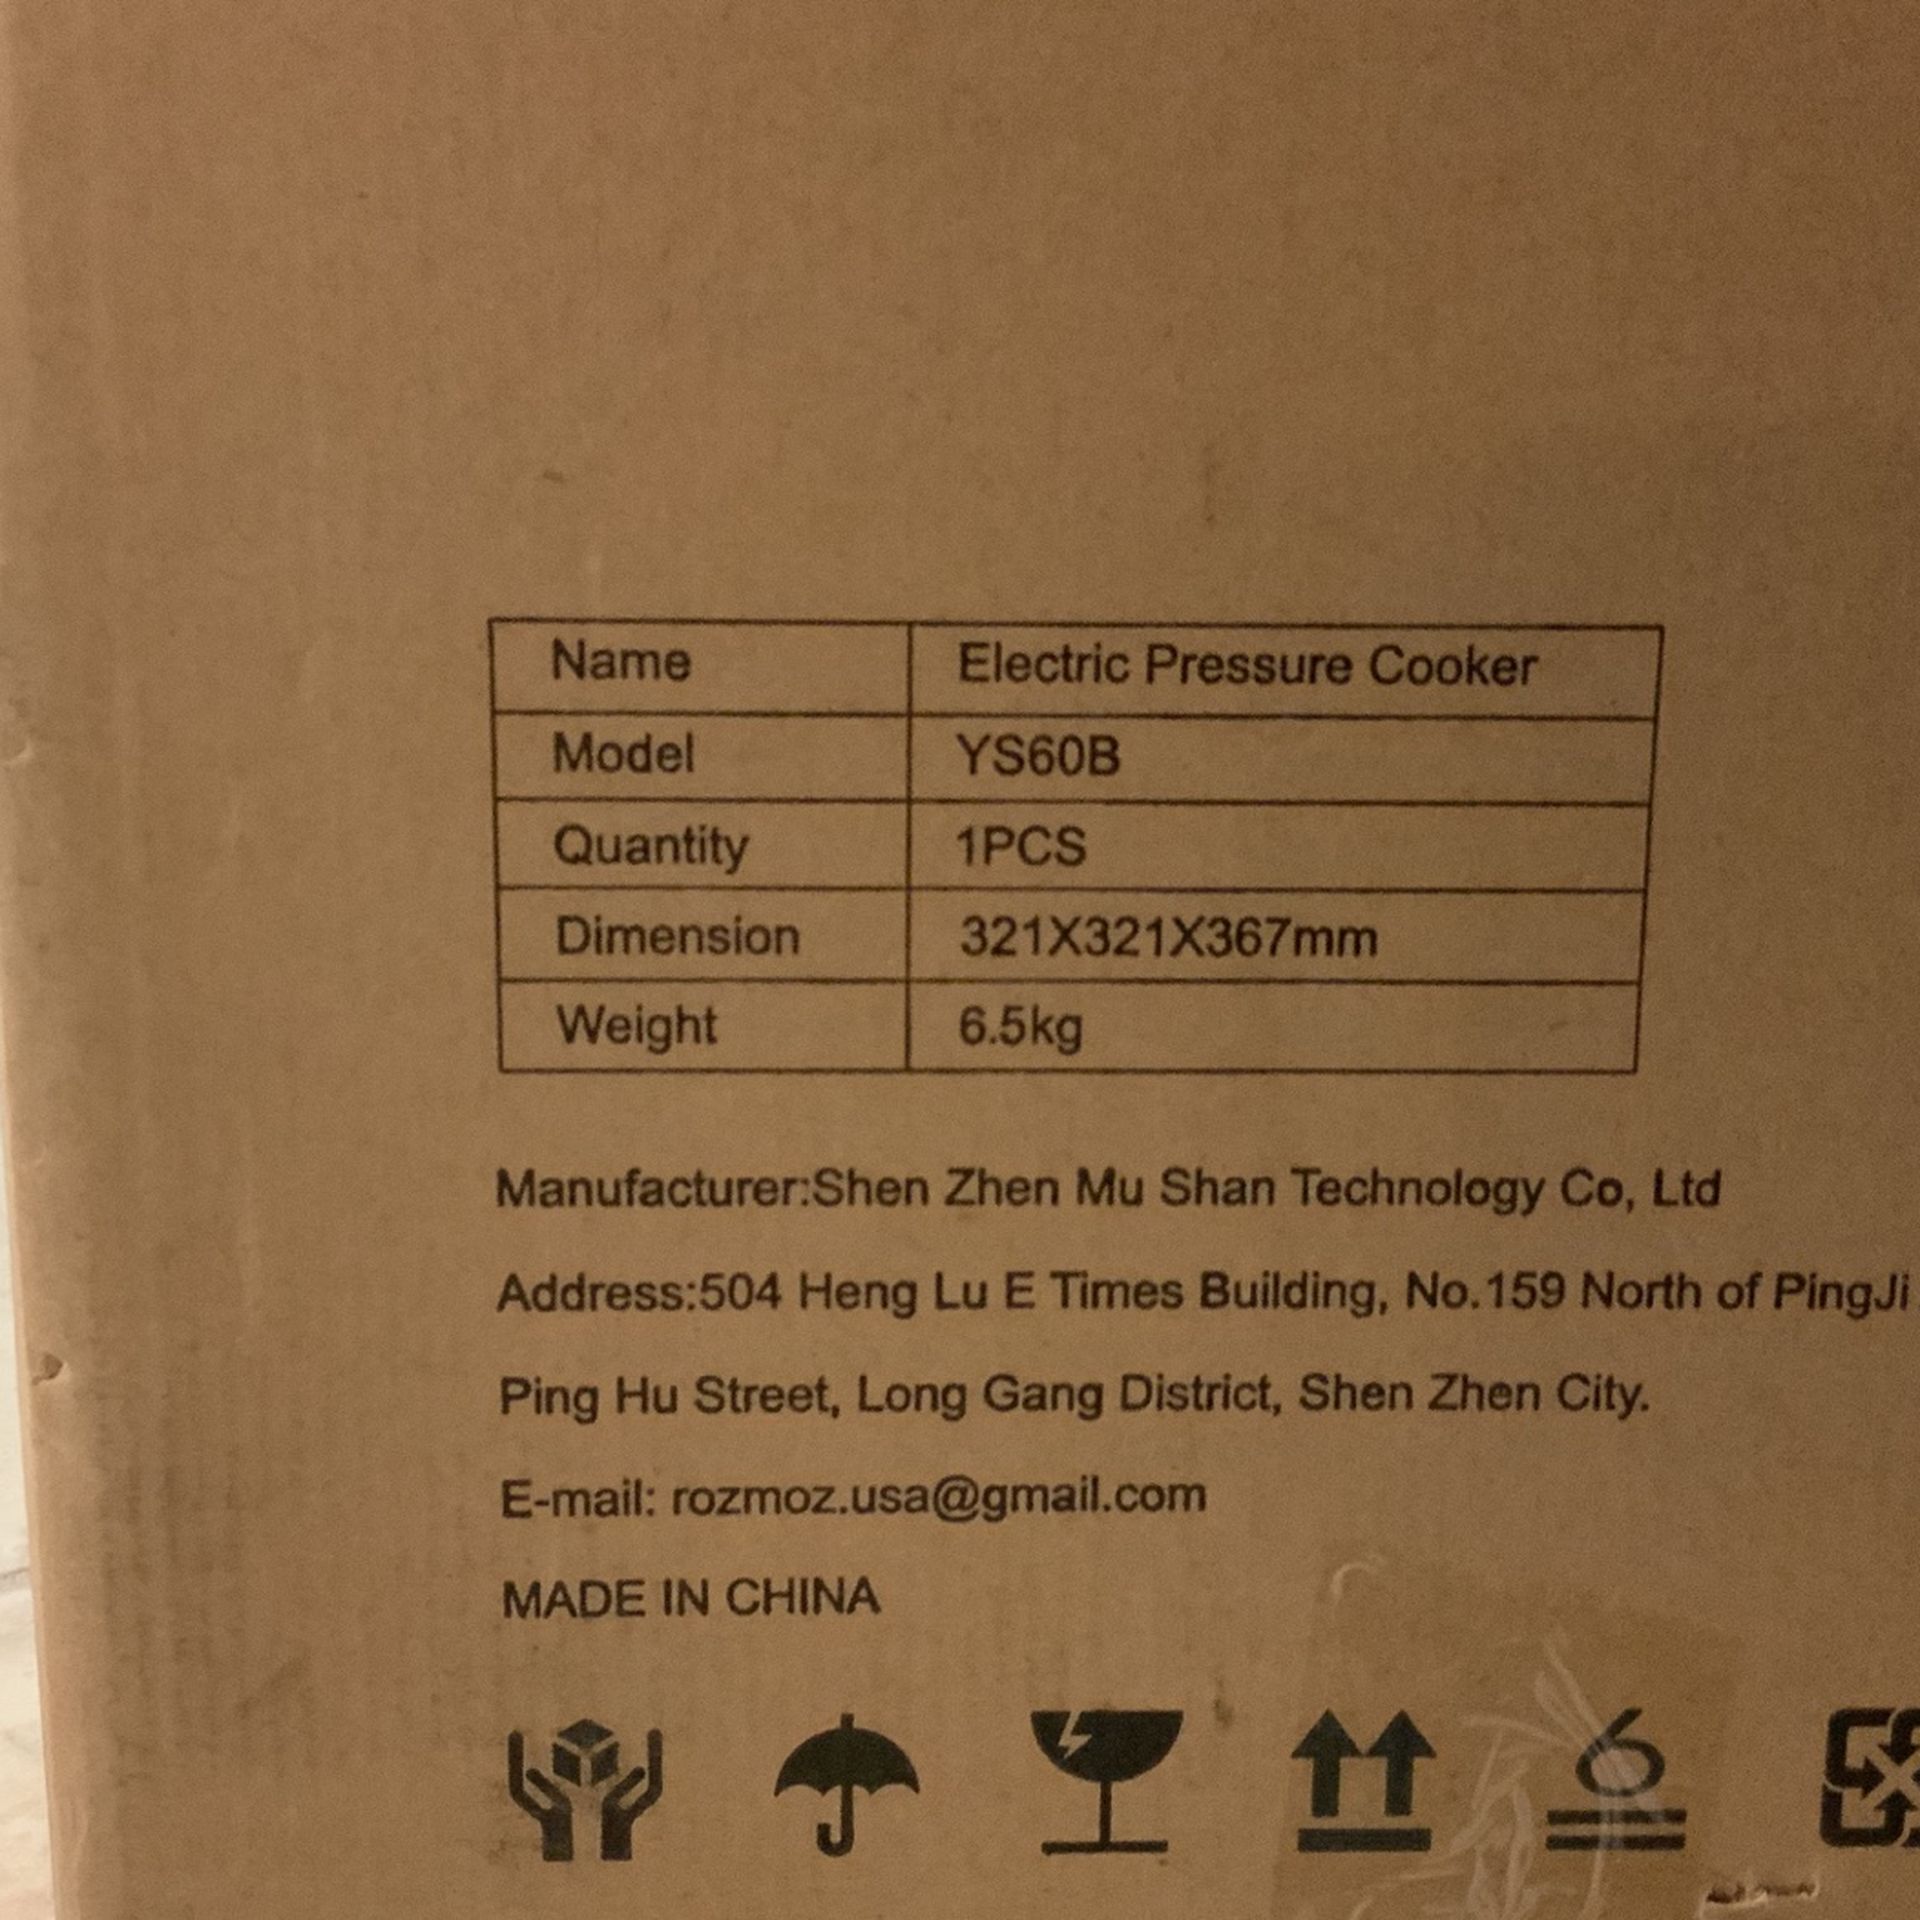 Name Electric Pressure Cooker
Model YS60B
Quantity 1PCS
Dimension 321X321X367mm
Weight 6.5kg
Manufacturer:Shen Zhen Mu Shan Technology Co, Ltd
Address:504 Heng Lu E Times Building, No.159 North of PingJi
Ping Hu Street, Long Gang District, Shen Zhen City.
E-mail: rozmoz.usa@gmail.com
MADE IN CHINA
6